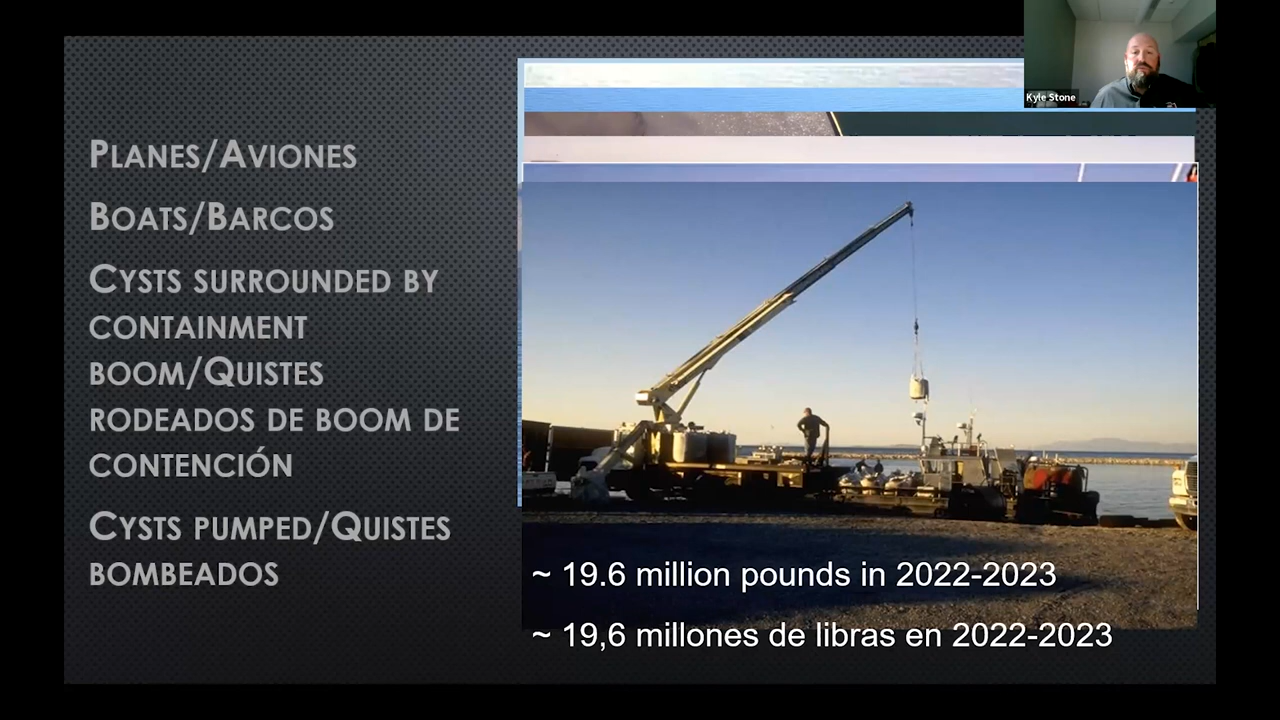 Kyle Stone
PLANES/AVIONES
BOATS/BARCOS
CYSTS SURROUNDED BY
CONTAINMENT
BOOM/QUISTES
RODEADOS DE BOOM DE
CONTENCIÓN
CYSTS PUMPED/QUISTES
BOMBEADOS
~ 19.6 million pounds in 2022-2023
~ 19,6 millones de libras en 2022-2023